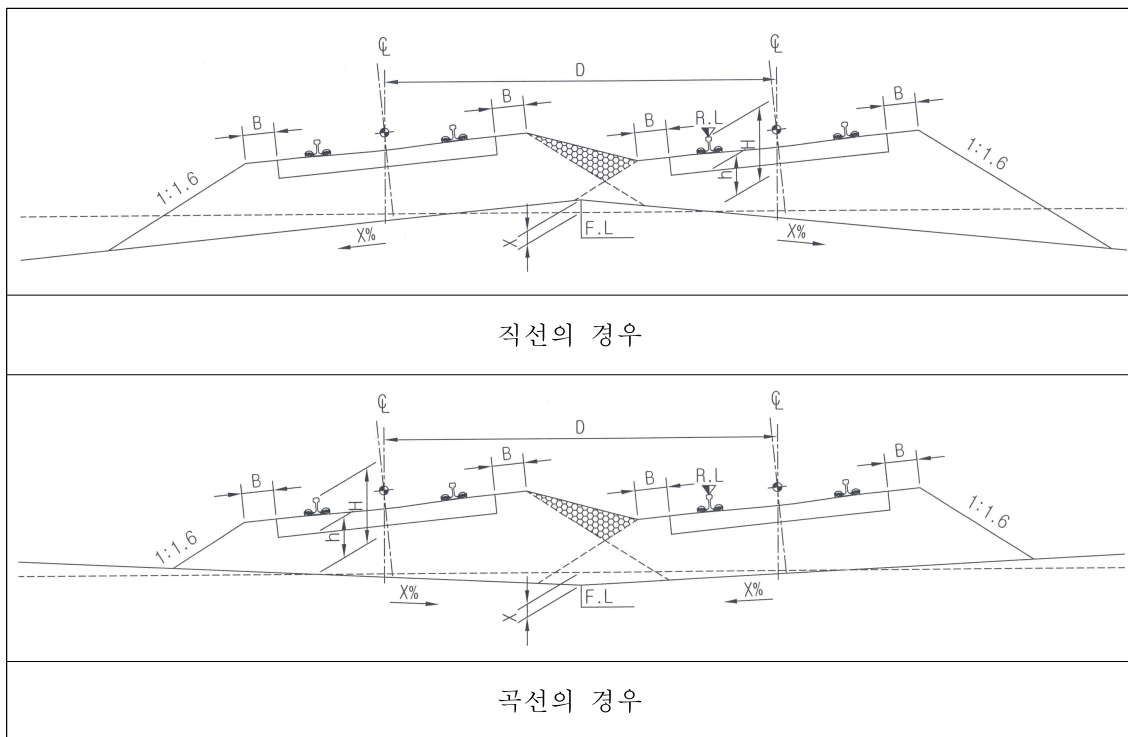 ℄ ℄
D
B B B R.L B
H
h
1:1.6 1:1.6
X% X F.L X%
직선의 경우
℄ ℄
D
B B B R.L B
H
h
1:1.6 1:1.6
X% X F.L X%
곡선의 경우